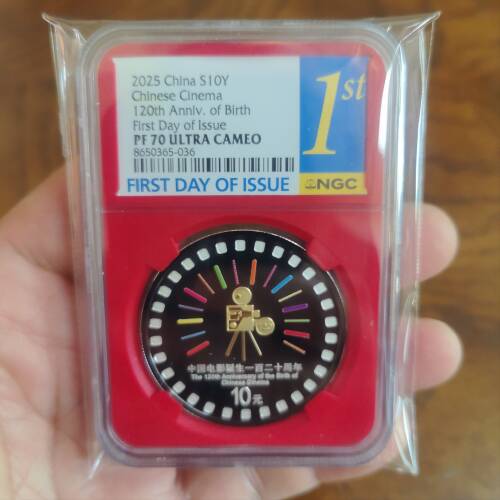 2025 China S10Y
Chinese Cinema
120th Anniv. of Birth
First Day of Issue
PF 70 ULTRA CAMEO
8650365-036
FIRST DAY OF ISSUE
1st
NGC
中国电影诞生一百二十周年
The 120th Anniversary of the Birth of
Chinese Cinema
10元